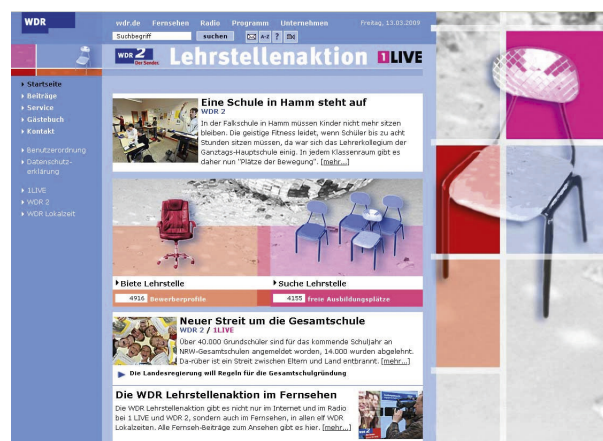 WDR
wdr.de Fernsehen Radio Programm Unternehmen Freitag, 13.03.2009
Suchbegriff suchen A-Z ?
WDR 2 Der Sender. Lehrstellenaktion 1LIVE
Startseite
Beiträge
Service
Gästebuch
Kontakt
Benutzerordnung
Datenschutz-
erklärung
1LIVE
WDR 2
WDR Lokalzeit
Eine Schule in Hamm steht auf
WDR 2
In der Falkschule in Hamm müssen Kinder nicht mehr sitzen
bleiben. Die geistige Fitness leidet, wenn Schüler bis zu acht
Stunden sitzen müssen, da war sich das Lehrerkollegium der
Ganztags-Hauptschule einig. In jedem Klassenraum gibt es
daher nun "Plätze der Bewegung". [mehr...]
Biete Lehrstelle Suche Lehrstelle
4916 Bewerberprofile 4155 freie Ausbildungsplätze
Neuer Streit um die Gesamtschule
WDR 2 / 1LIVE
Über 40.000 Grundschüler sind für das kommende Schuljahr an
NRW-Gesamtschulen angemeldet worden, 14.000 wurden abgelehnt.
Da-rüber ist ein Streit zwischen Eltern und Land entbrannt. [mehr...]
Die Landesregierung will Regeln für die Gesamtschulgründung
Die WDR Lehrstellenaktion im Fernsehen
Die WDR Lehrstellenaktion gibt es nicht nur im Internet und im Radio
bei 1 LIVE und WDR 2, sondern auch im Fernsehen, in allen elf WDR
Lokalzeiten. Alle Fernseh-Beiträge zum Ansehen gibt es hier. [mehr...]